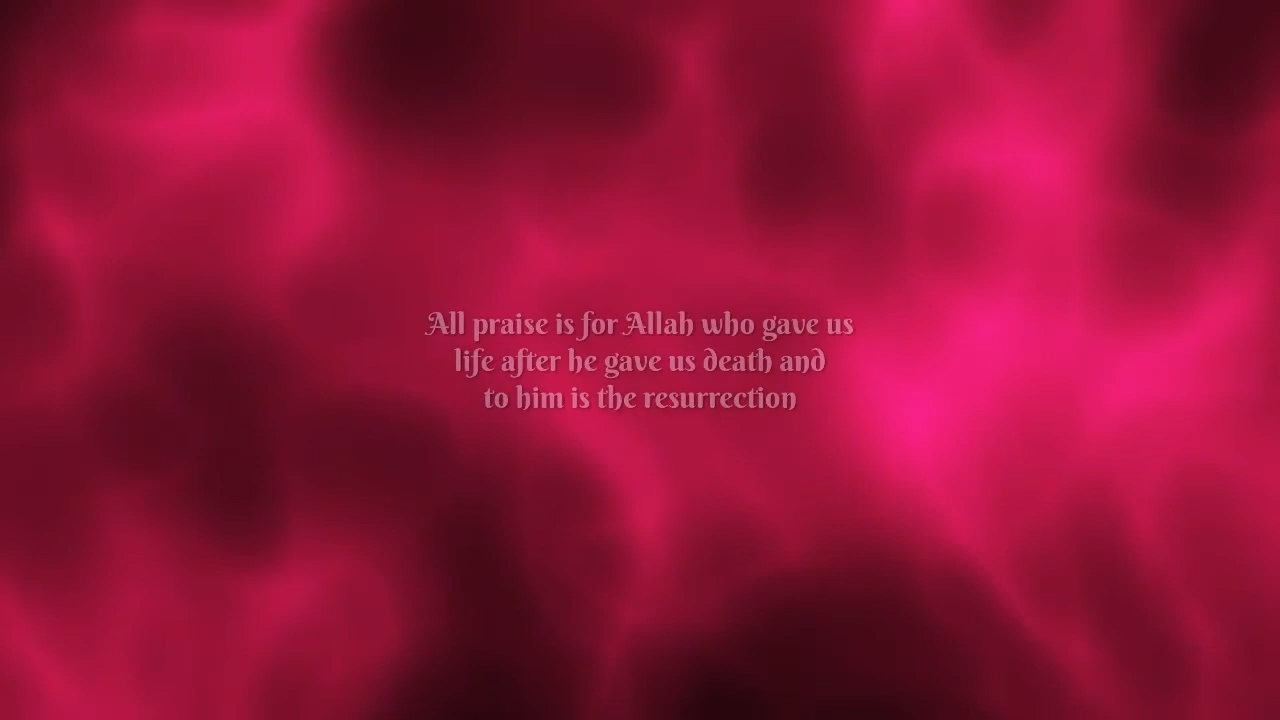 All praise is for Allah who gave us
life after he gave us death and
to him is the resurrection